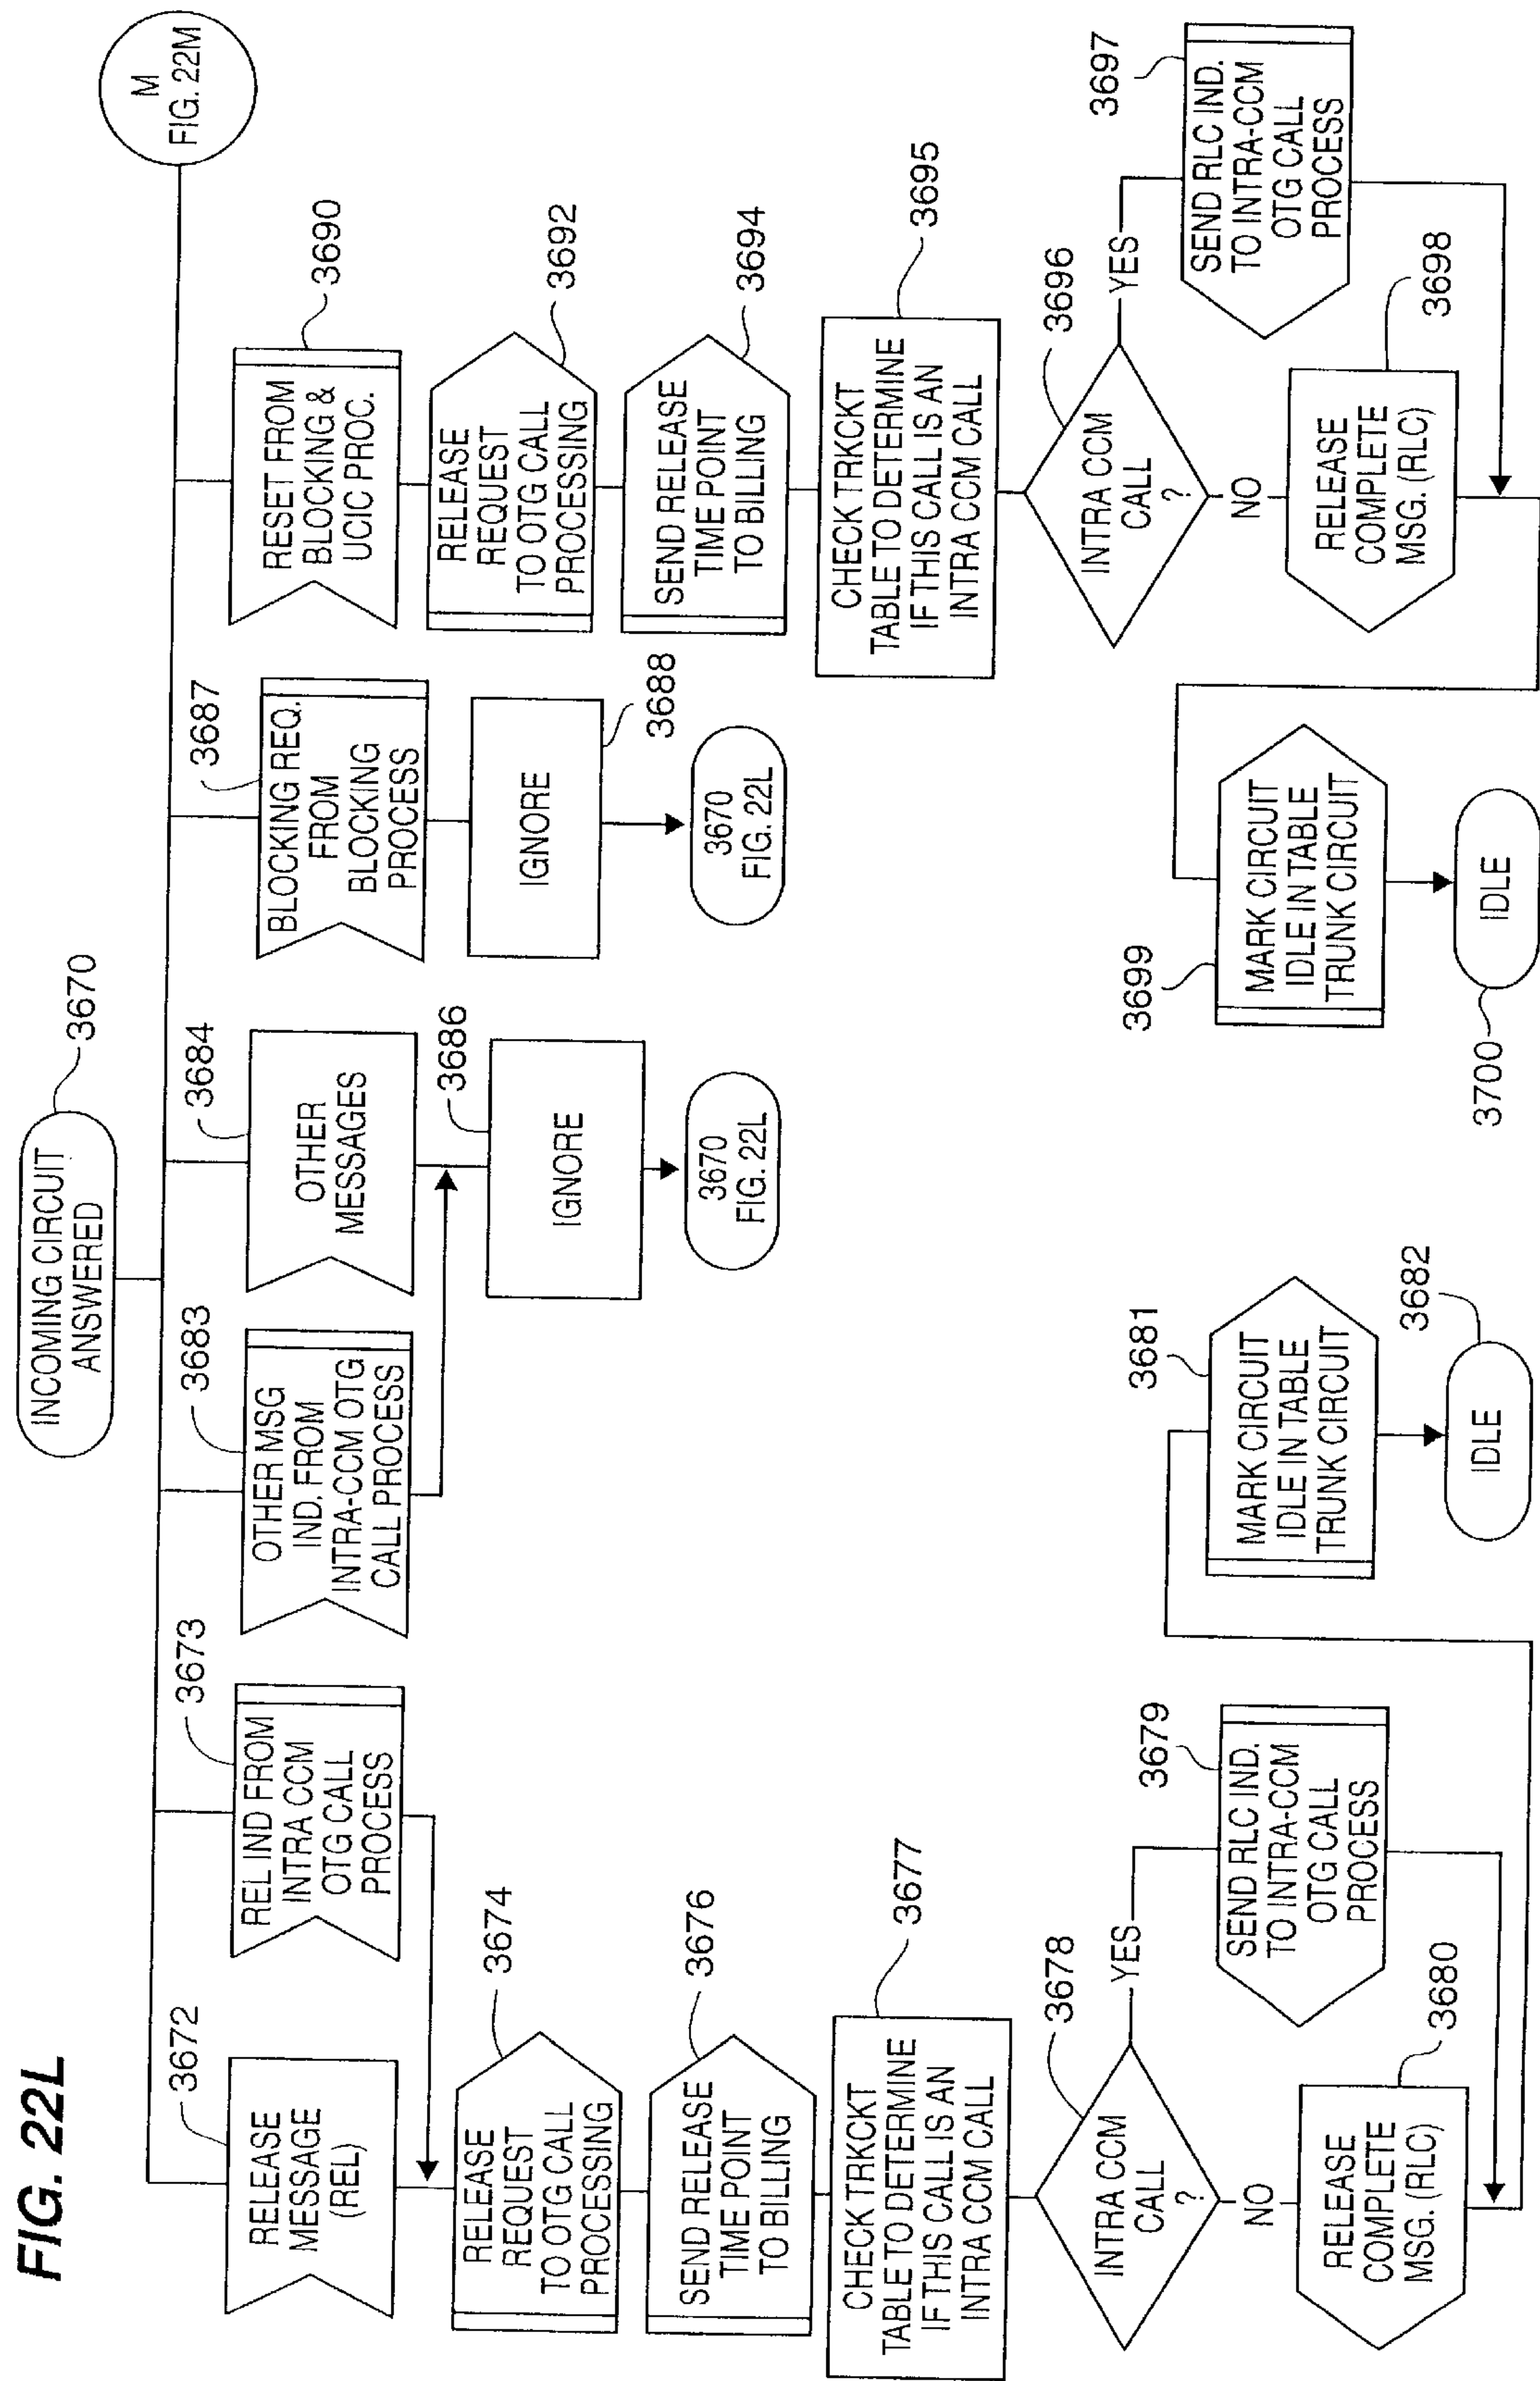 FIG. 22L
INCOMING CIRCUIT
ANSWERED
3670
M
FIG. 22M
3672
RELEASE
MESSAGE
(REL)
3673
REL IND FROM
INTRA CCM
OTG CALL
PROCESS
3674
RELEASE
REQUEST
TO OTG CALL
PROCESSING
3676
SEND RELEASE
TIME POINT
TO BILLING
3677
CHECK TRKCKT
TABLE TO DETERMINE
IF THIS CALL IS AN
INTRA CCM CALL
3678
INTRA CCM
CALL
?
YES
NO
3679
SEND RLC IND.
TO INTRA-CCM
OTG CALL
PROCESS
3680
RELEASE
COMPLETE
MSG. (RLC)
3681
MARK CIRCUIT
IDLE IN TABLE
TRUNK CIRCUIT
3682
IDLE
3683
OTHER MSG
IND. FROM
INTRA-CCM OTG
CALL PROCESS
3684
OTHER
MESSAGES
3686
IGNORE
3670
FIG. 22L
3687
BLOCKING REQ.
FROM
BLOCKING
PROCESS
3688
IGNORE
3670
FIG. 22L
3690
RESET FROM
BLOCKING &
UCIC PROC.
3692
RELEASE
REQUEST
TO OTG CALL
PROCESSING
3694
SEND RELEASE
TIME POINT
TO BILLING
3695
CHECK TRKCKT
TABLE TO DETERMINE
IF THIS CALL IS AN
INTRA CCM CALL
3696
INTRA CCM
CALL
?
YES
NO
3697
SEND RLC IND.
TO INTRA-CCM
OTG CALL
PROCESS
3698
RELEASE
COMPLETE
MSG. (RLC)
3699
MARK CIRCUIT
IDLE IN TABLE
TRUNK CIRCUIT
3700
IDLE